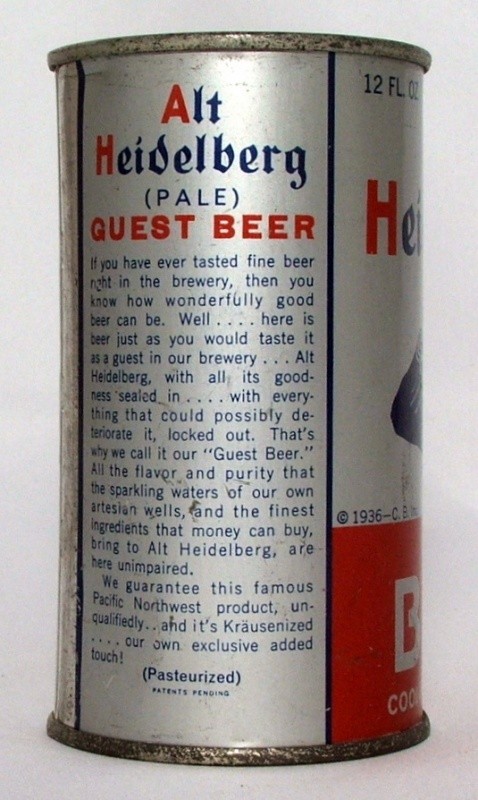 Alt
Heidelberg
(PALE)
GUEST BEER
If you have ever tasted fine beer
right in the brewery, then you
know how wonderfully good
beer can be. Well .... here is
beer just as you would taste it
as a guest in our brewery ... Alt
Heidelberg, with all its good-
ness sealed in .... with every-
thing that could possibly de-
teriorate it, locked out. That's
why we call it our "Guest Beer."
All the flavor and purity that
the sparkling waters of our own
artesian wells, and the finest
ingredients that money can buy,
bring to Alt Heidelberg, are
here unimpaired.
We guarantee this famous
Pacific Northwest product, un-
qualifiedly.. and it's Kräusenized
.... our own exclusive added
touch!
(Pasteurized)
PATENTS PENDING
12 FL. OZ.
Hei
© 1936-C. B. Inc.
B
COO